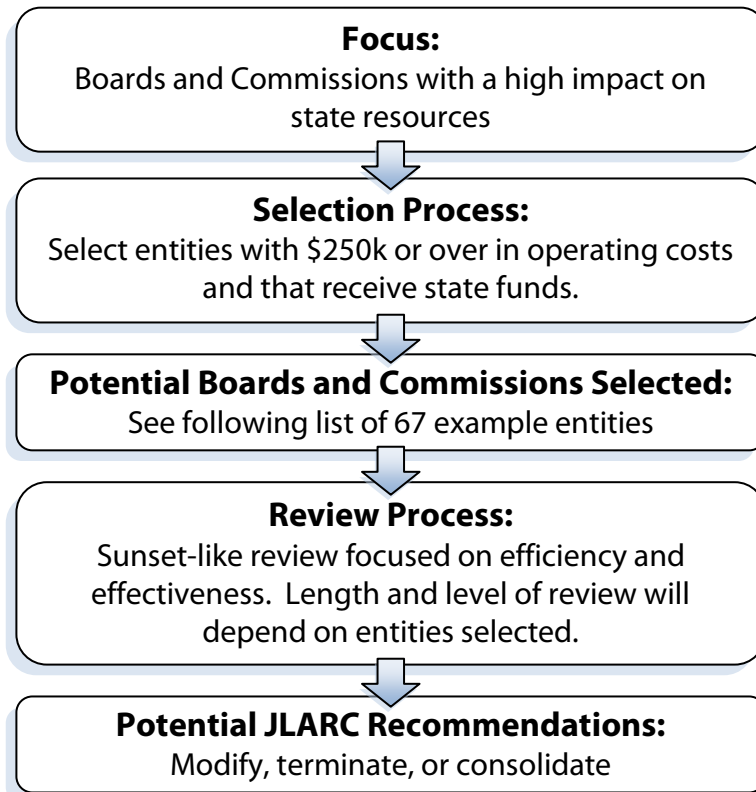 Focus:
Boards and Commissions with a high impact on
state resources
Selection Process:
Select entities with $250k or over in operating costs
and that receive state funds.
Potential Boards and Commissions Selected:
See following list of 67 example entities
Review Process:
Sunset-like review focused on efficiency and
effectiveness.  Length and level of review will
depend on entities selected.
Potential JLARC Recommendations:
Modify, terminate, or consolidate